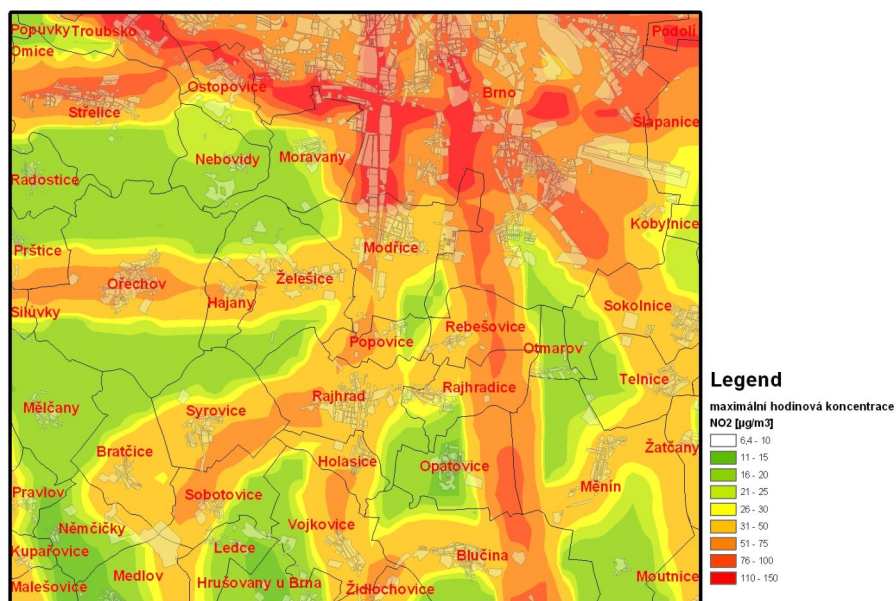 Popůvky
Troubsko
Podolí
Omice
Ostopovice
Brno
Střelice
Šlapanice
Nebovidy
Moravany
Radostice
Kobylnice
Prštice
Modřice
Ořechov
Želešice
Hajany
Silůvky
Sokolnice
Popovice
Rebešovice
Otmarov
Rajhrad
Rajhradice
Telnice
Mělčany
Syrovice
Bratčice
Holasice
Opatovice
Žatčany
Pravlov
Sobotovice
Měnín
Němčičky
Vojkovice
Kupařovice
Ledce
Blučina
Malešovice
Medlov
Hrušovany u Brna
Židlochovice
Moutnice
Legend
maximální hodinová koncentrace
NO2 [µg/m3]
6,4 - 10
11 - 15
16 - 20
21 - 25
26 - 30
31 - 50
51 - 75
76 - 100
110 - 150